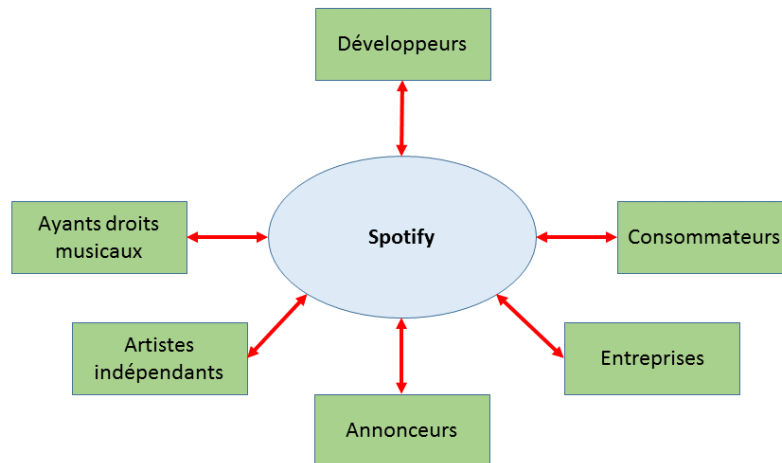 Développeurs
Ayants droits
musicaux
Spotify
Consommateurs
Artistes
indépendants
Entreprises
Annonceurs